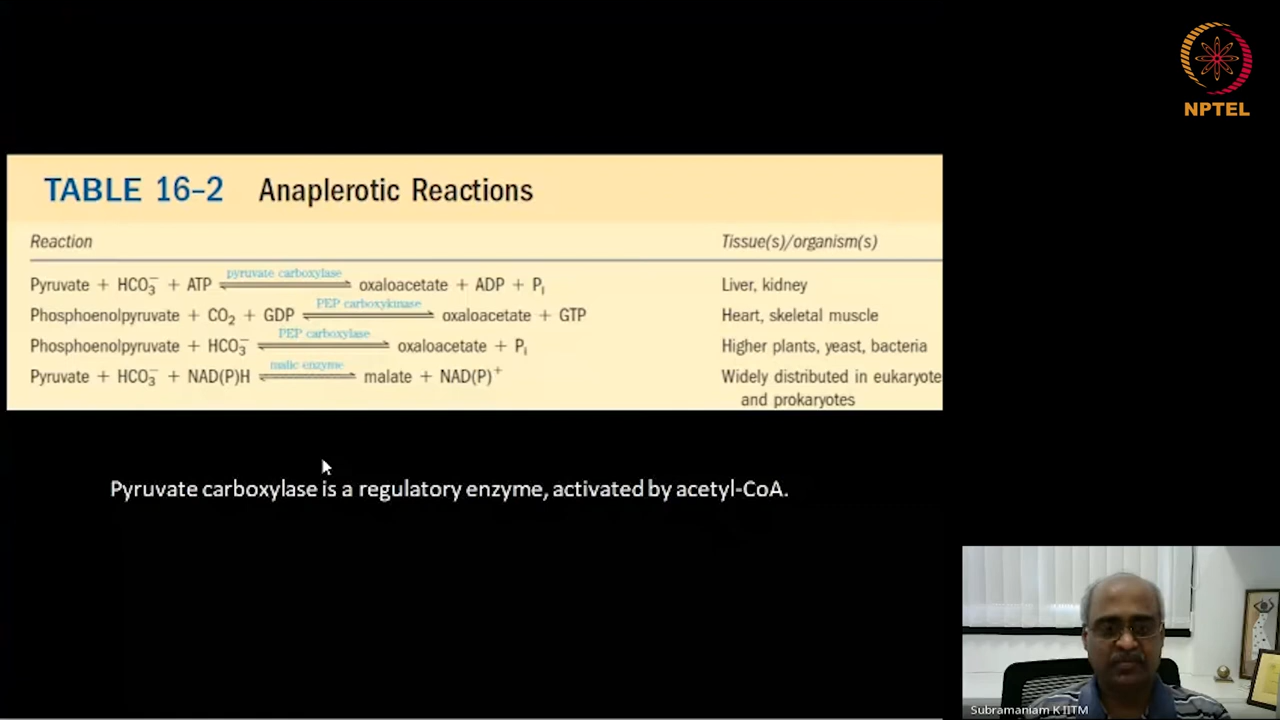 NPTEL
TABLE 16–2 Anaplerotic Reactions
Reaction Tissue(s)/organism(s)
Pyruvate + HCO₃⁻ + ATP pyruvate carboxylase oxaloacetate + ADP + Pᵢ Liver, kidney
Phosphoenolpyruvate + CO₂ + GDP PEP carboxykinase oxaloacetate + GTP Heart, skeletal muscle
Phosphoenolpyruvate + HCO₃⁻ PEP carboxylase oxaloacetate + Pᵢ Higher plants, yeast, bacteria
Pyruvate + HCO₃⁻ + NAD(P)H malic enzyme malate + NAD(P)⁺ Widely distributed in eukaryote
and prokaryotes
Pyruvate carboxylase is a regulatory enzyme, activated by acetyl-CoA.
Subramaniam K IITM